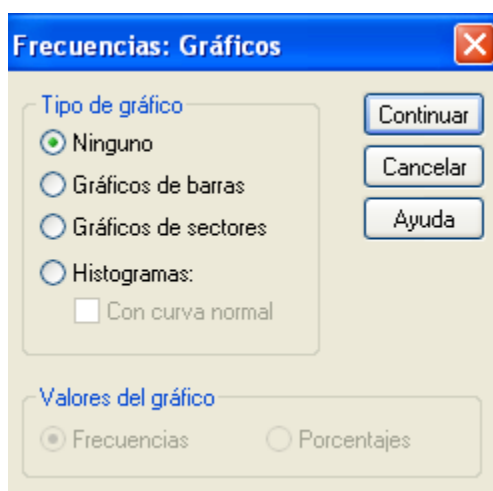 Frecuencias: Gráficos
Tipo de gráfico
Ninguno
Gráficos de barras
Gráficos de sectores
Histogramas:
Con curva normal
Continuar
Cancelar
Ayuda
Valores del gráfico
Frecuencias
Porcentajes